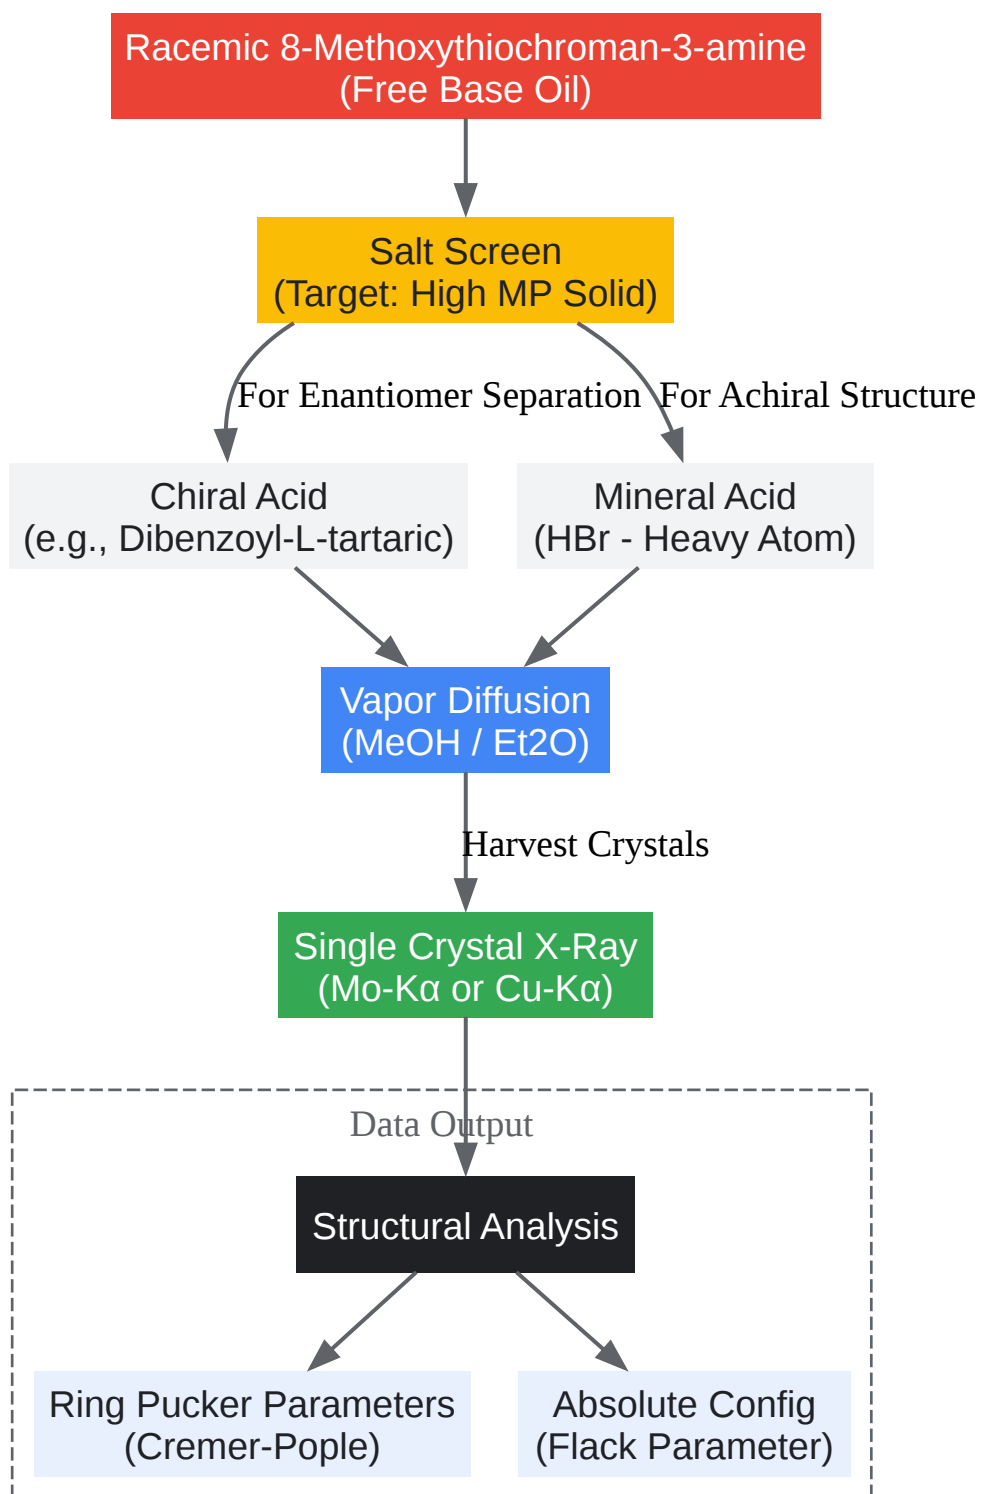 Racemic 8-Methoxythiochroman-3-amine
(Free Base Oil)
Salt Screen
(Target: High MP Solid)
For Enantiomer Separation
For Achiral Structure
Chiral Acid
(e.g., Dibenzoyl-L-tartaric)
Mineral Acid
(HBr - Heavy Atom)
Vapor Diffusion
(MeOH / Et2O)
Harvest Crystals
Single Crystal X-Ray
(Mo-Kα or Cu-Kα)
Data Output
Structural Analysis
Ring Pucker Parameters
(Cremer-Pople)
Absolute Config
(Flack Parameter)